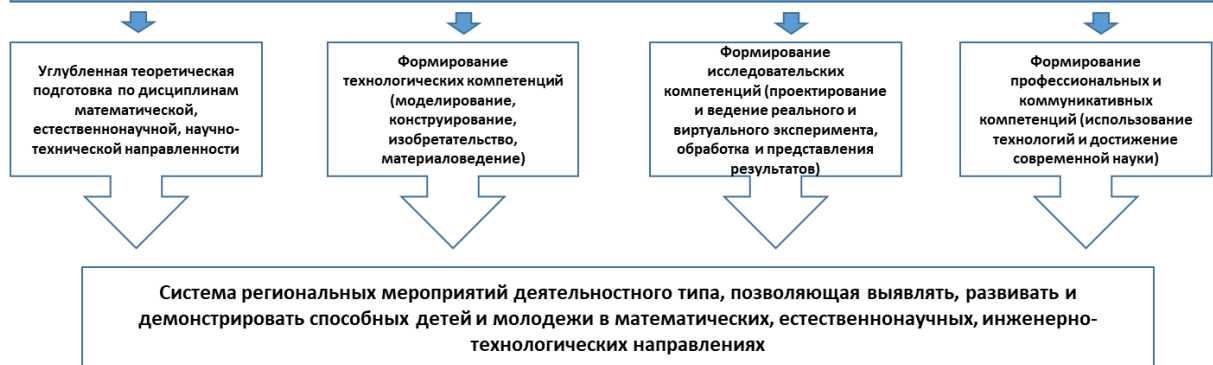 Углубленная теоретическая
подготовка по дисциплинам
математической,
естественнонаучной, научно-
технической направленности
Формирование
технологических компетенций
(моделирование,
конструирование,
изобретательство,
материаловедение)
Формирование
исследовательских
компетенций (проектирование
и ведение реального и
виртуального эксперимента,
обработка и представления
результатов)
Формирование
профессиональных и
коммуникативных
компетенций (использование
технологий и достижение
современной науки)
Система региональных мероприятий деятельностного типа, позволяющая выявлять, развивать и
демонстрировать способных детей и молодежи в математических, естественнонаучных, инженерно-
технологических направлениях